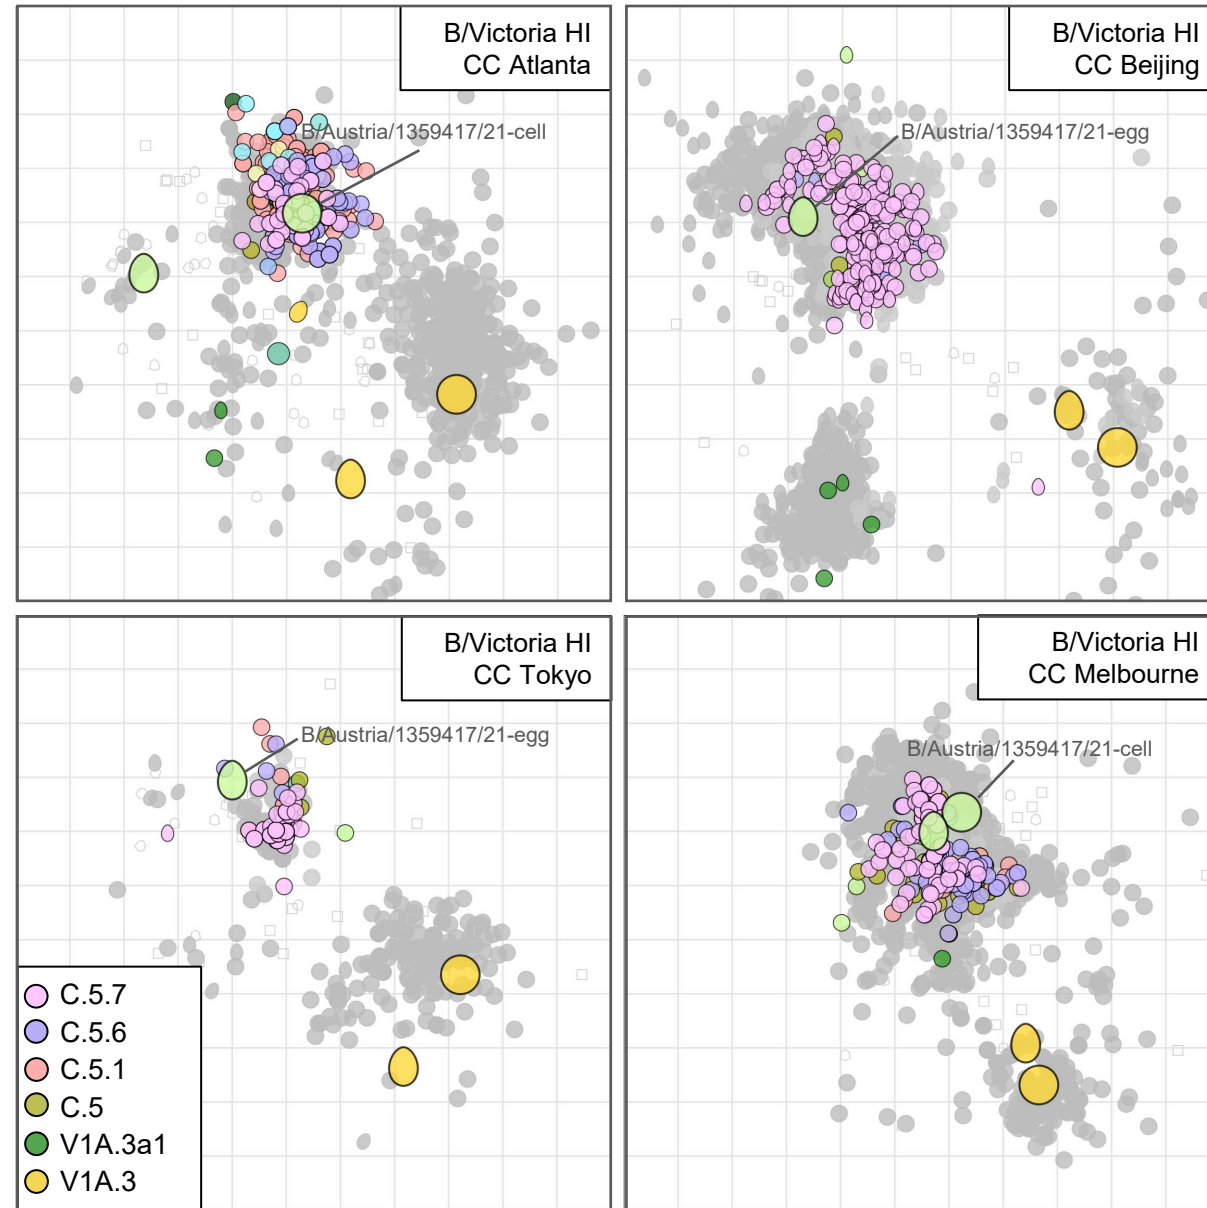 B/Victoria HI
CC Atlanta
B/Austria/1359417/21-cell
B/Victoria HI
CC Beijing
B/Austria/1359417/21-egg
B/Victoria HI
CC Tokyo
B/Austria/1359417/21-egg
C.5.7
C.5.6
C.5.1
C.5
V1A.3a1
V1A.3
B/Victoria HI
CC Melbourne
B/Austria/1359417/21-cell